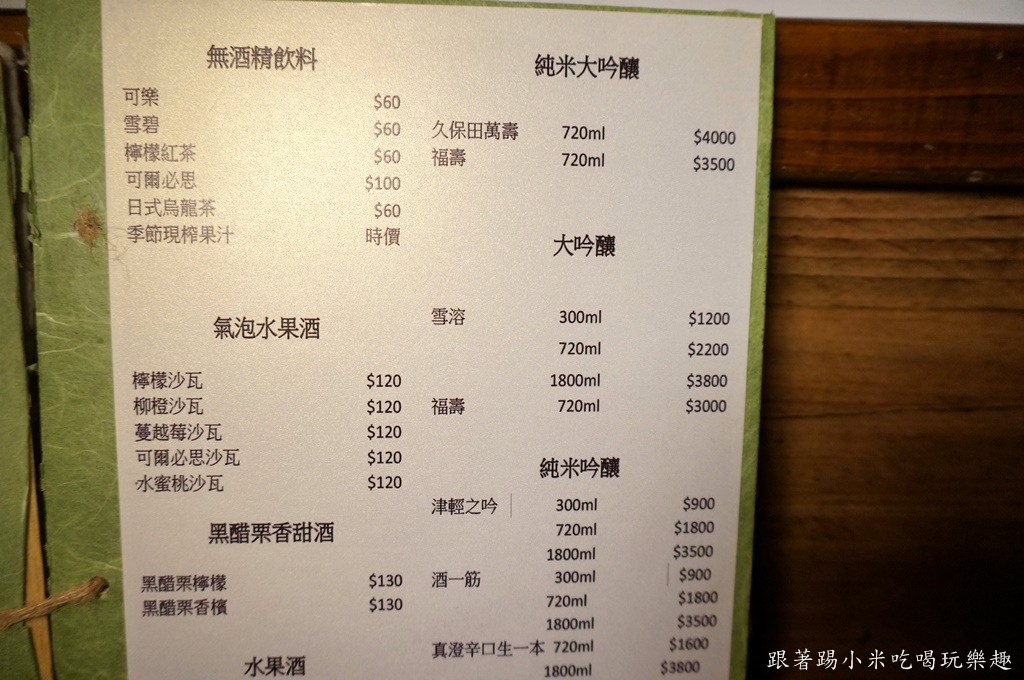 無酒精飲料
可樂 $60
雪碧 $60
檸檬紅茶 $60
可爾必思 $100
日式烏龍茶 $60
季節現榨果汁 時價
氣泡水果酒
檸檬沙瓦 $120
柳橙沙瓦 $120
蔓越莓沙瓦 $120
可爾必思沙瓦 $120
水蜜桃沙瓦 $120
黑醋栗香甜酒
黑醋栗檸檬 $130
黑醋栗香檳 $130
水果酒
純米大吟釀
久保田萬壽 720ml $4000
福壽 720ml $3500
大吟釀
雪溶 300ml $1200
720ml $2200
1800ml $3800
福壽 720ml $3000
純米吟釀
津輕之吟 300ml $900
720ml $1800
1800ml $3500
酒一筋 300ml $900
720ml $1800
1800ml $3500
真澄辛口生一本 720ml $1600
1800ml $3800
跟著踢小米吃喝玩樂趣